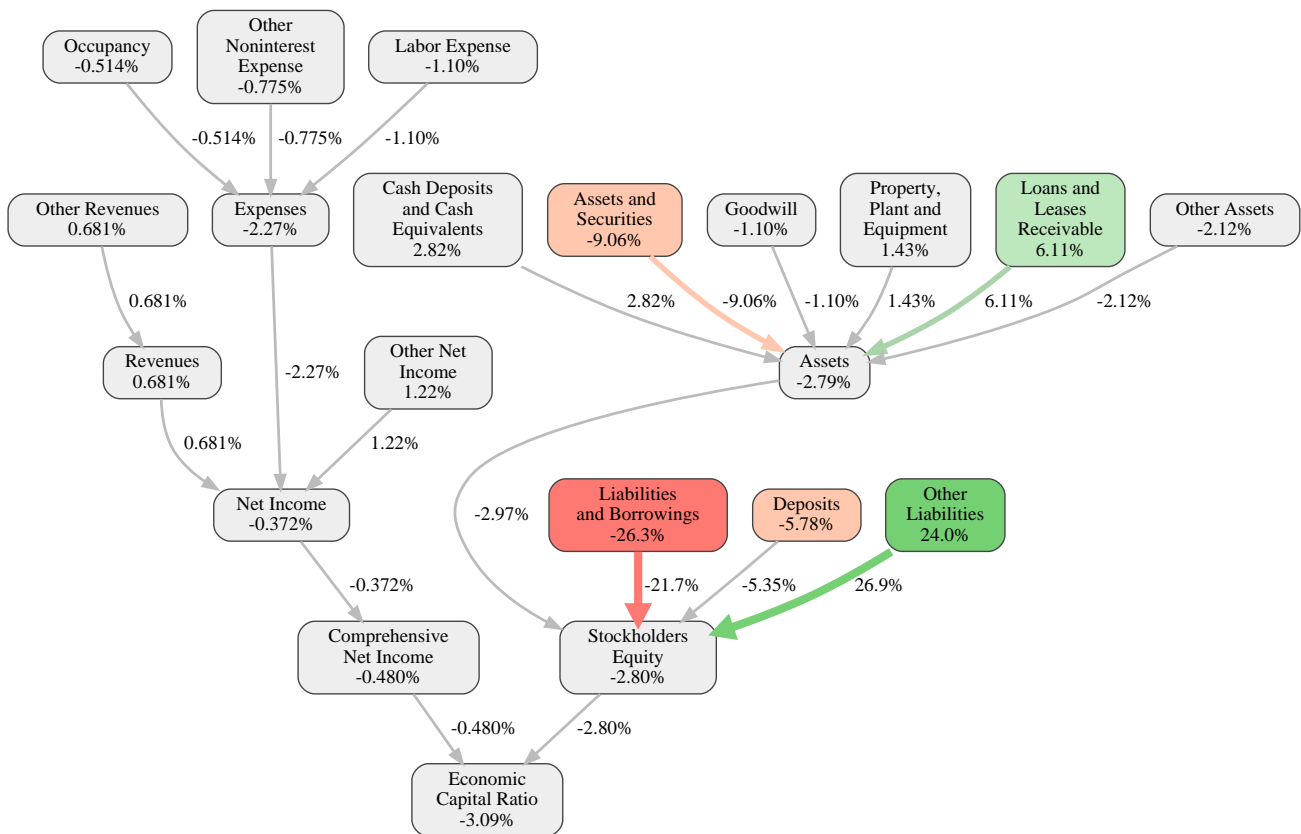 Occupancy
-0.514%
Other
Noninterest
Expense
-0.775%
Labor Expense
-1.10%
-0.514%
-0.775%
-1.10%
Other Revenues
0.681%
Expenses
-2.27%
Cash Deposits
and Cash
Equivalents
2.82%
Assets and
Securities
-9.06%
Goodwill
-1.10%
Property,
Plant and
Equipment
1.43%
Loans and
Leases
Receivable
6.11%
Other Assets
-2.12%
0.681%
2.82%
-9.06%
-1.10%
1.43%
6.11%
-2.12%
Revenues
0.681%
-2.27%
Other Net
Income
1.22%
Assets
-2.79%
0.681%
1.22%
Net Income
-0.372%
-2.97%
Liabilities
and Borrowings
-26.3%
Deposits
-5.78%
Other
Liabilities
24.0%
-0.372%
-21.7%
-5.35%
26.9%
Comprehensive
Net Income
-0.480%
Stockholders
Equity
-2.80%
-0.480%
-2.80%
Economic
Capital Ratio
-3.09%